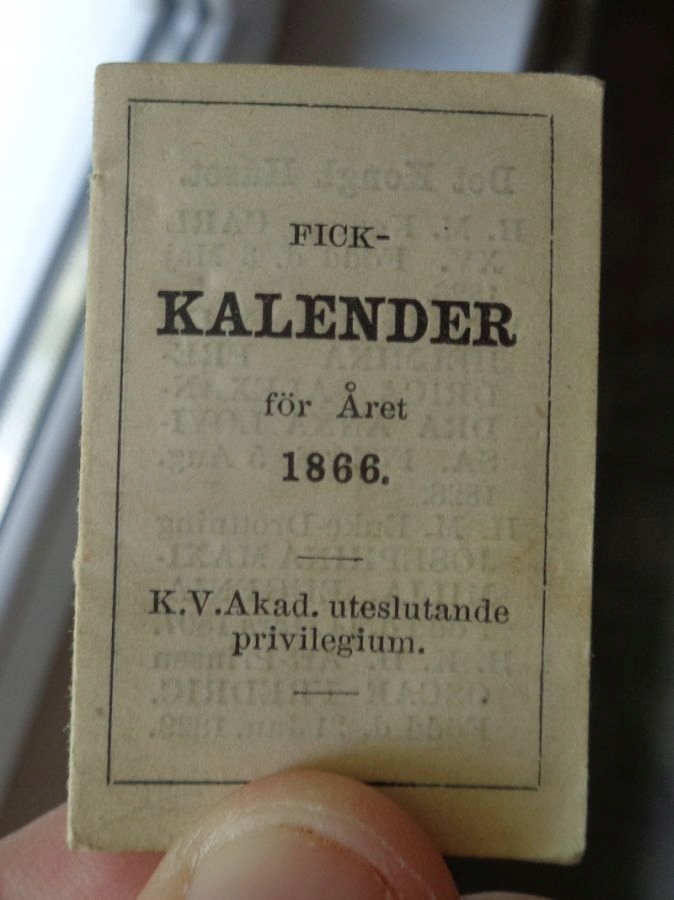 FICK-
KALENDER
för Året
1866.
K.V.Akad. uteslutande
privilegium.